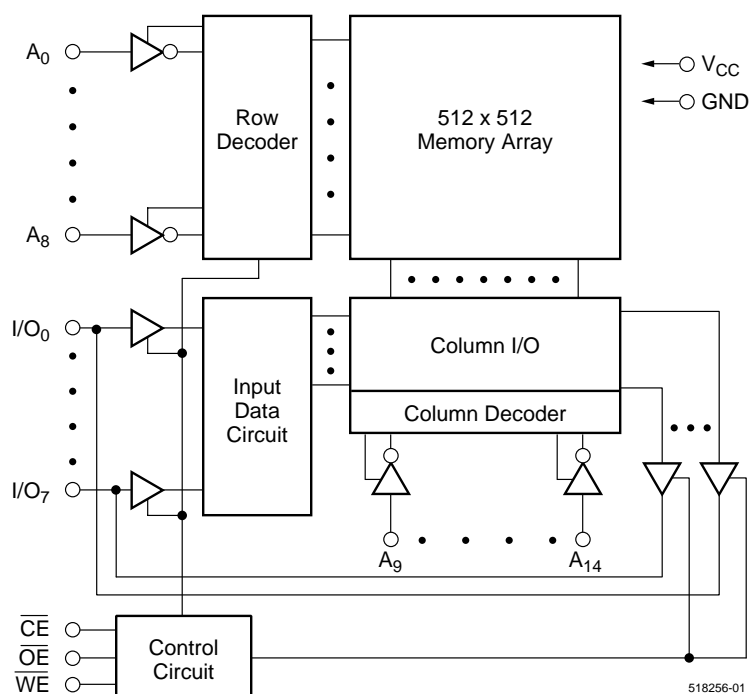 A0
Row
Decoder
512 x 512
Memory Array
VCC
GND
A8
I/O0
Input
Data
Circuit
Column I/O
Column Decoder
I/O7
A9
A14
CE
OE
WE
Control
Circuit
518256-01